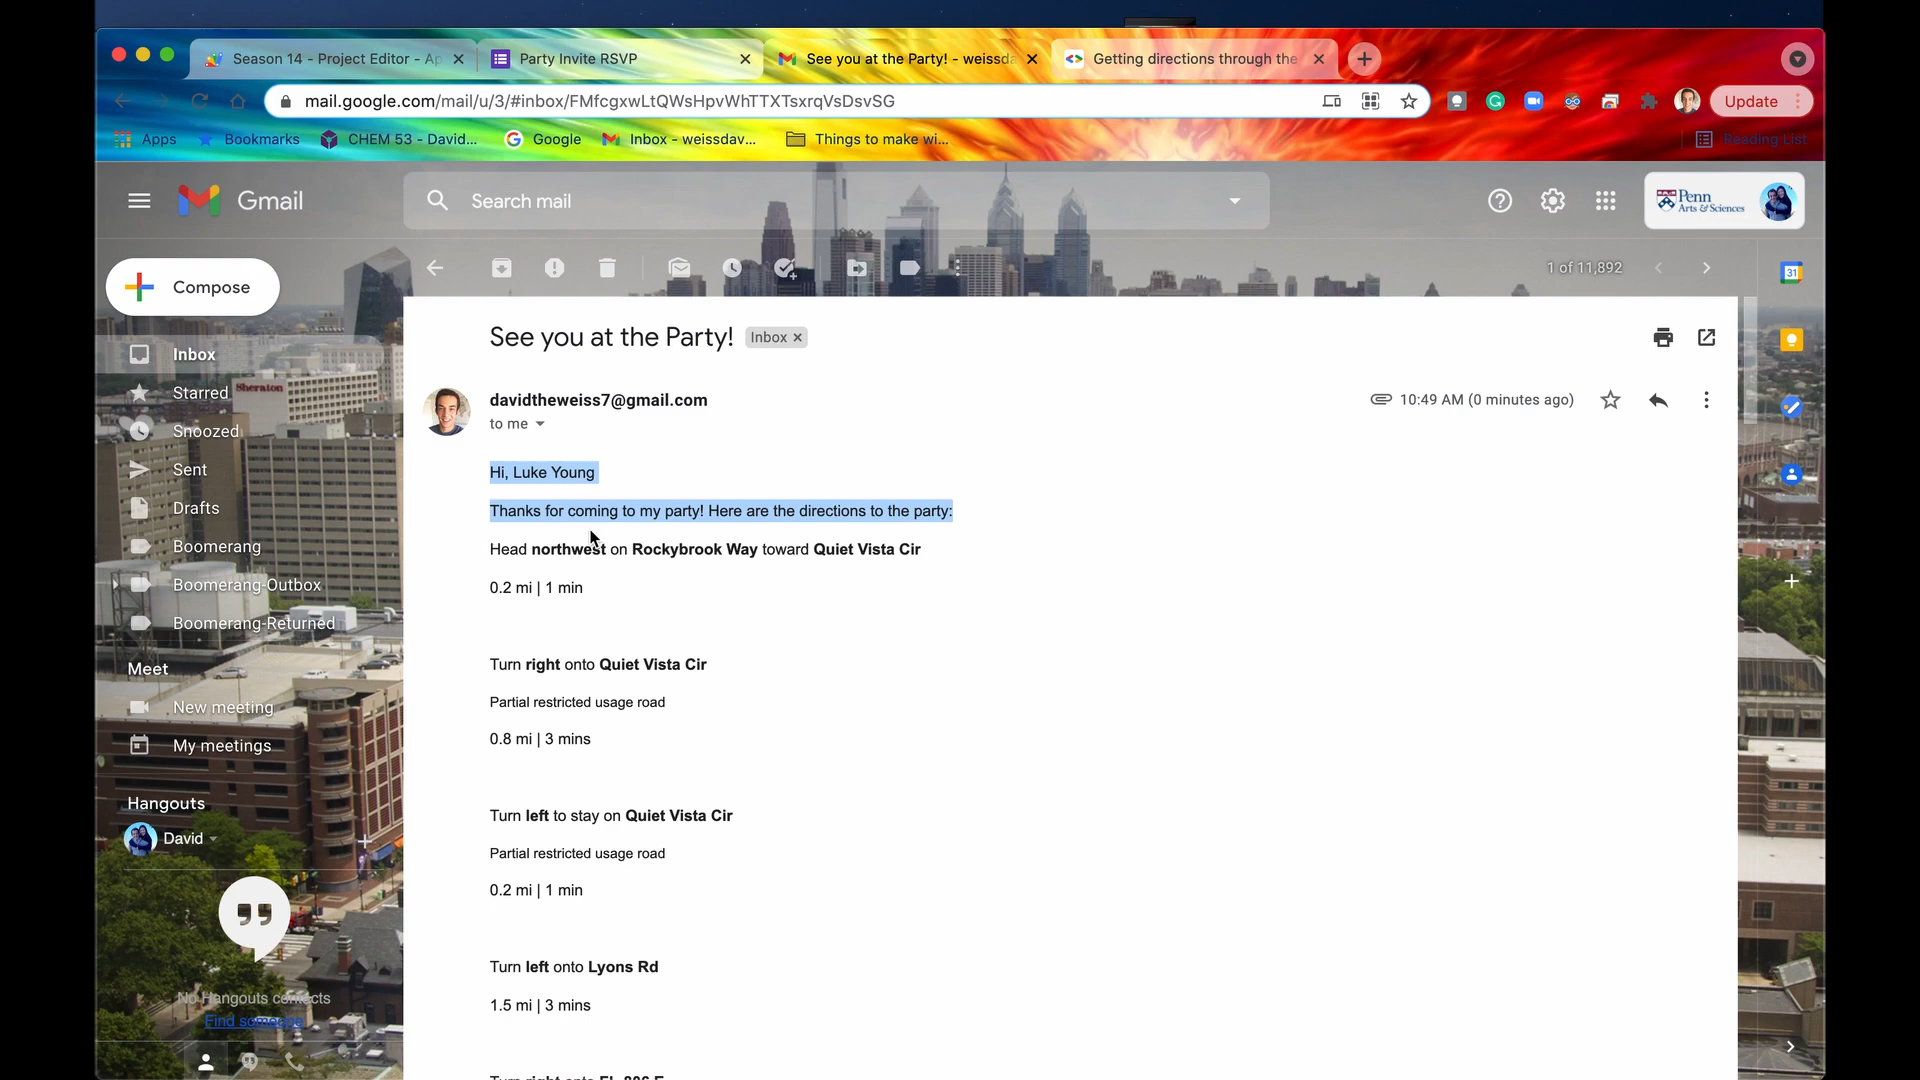 Season 14 - Project Editor - Ap
Party Invite RSVP
See you at the Party! - weissda
Getting directions through the
mail.google.com/mail/u/3/#inbox/FMfcgxwLtQWsHpvWhTTXTsxrqVsDsvSG
Update
Apps
Bookmarks
CHEM 53 - David...
Google
Inbox - weissdav...
Things to make wi...
Reading List
Gmail
Search mail
Penn
Arts & Sciences
Compose
1 of 11,892
31
Inbox
Starred
Sheraton
Snoozed
Sent
Drafts
Boomerang
Boomerang-Outbox
Boomerang-Returned
Meet
New meeting
My meetings
Hangouts
David
No Hangouts contacts
Find someone
See you at the Party!
Inbox
davidtheweiss7@gmail.com
10:49 AM (0 minutes ago)
to me
Hi, Luke Young
Thanks for coming to my party! Here are the directions to the party:
Head northwest on Rockybrook Way toward Quiet Vista Cir
0.2 mi | 1 min
Turn right onto Quiet Vista Cir
Partial restricted usage road
0.8 mi | 3 mins
Turn left to stay on Quiet Vista Cir
Partial restricted usage road
0.2 mi | 1 min
Turn left onto Lyons Rd
1.5 mi | 3 mins